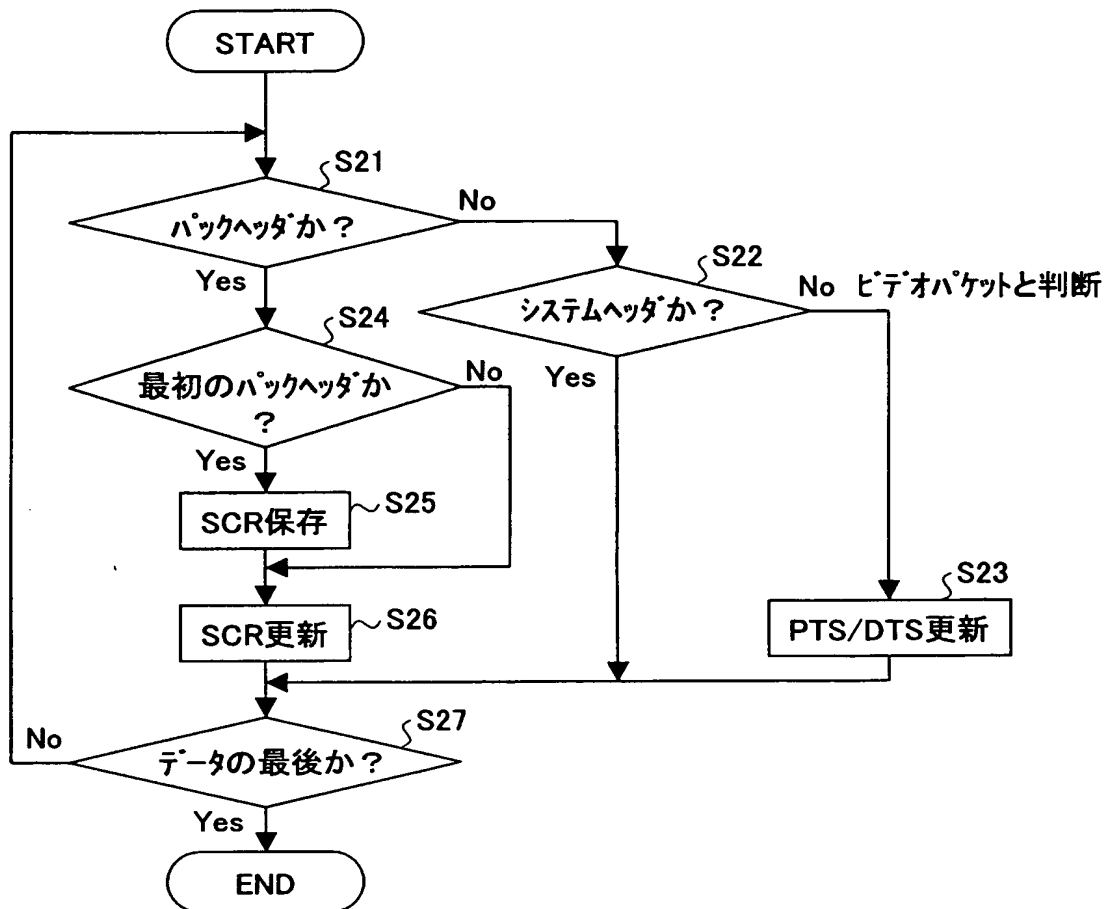 START
S21
パックヘッダか？
No
Yes
S22
システムヘッダか？
No ビデオパケットと判断
Yes
S24
最初のパックヘッダか
？
No
Yes
SCR保存
S25
SCR更新
S26
S23
PTS/DTS更新
S27
データの最後か？
No
Yes
END